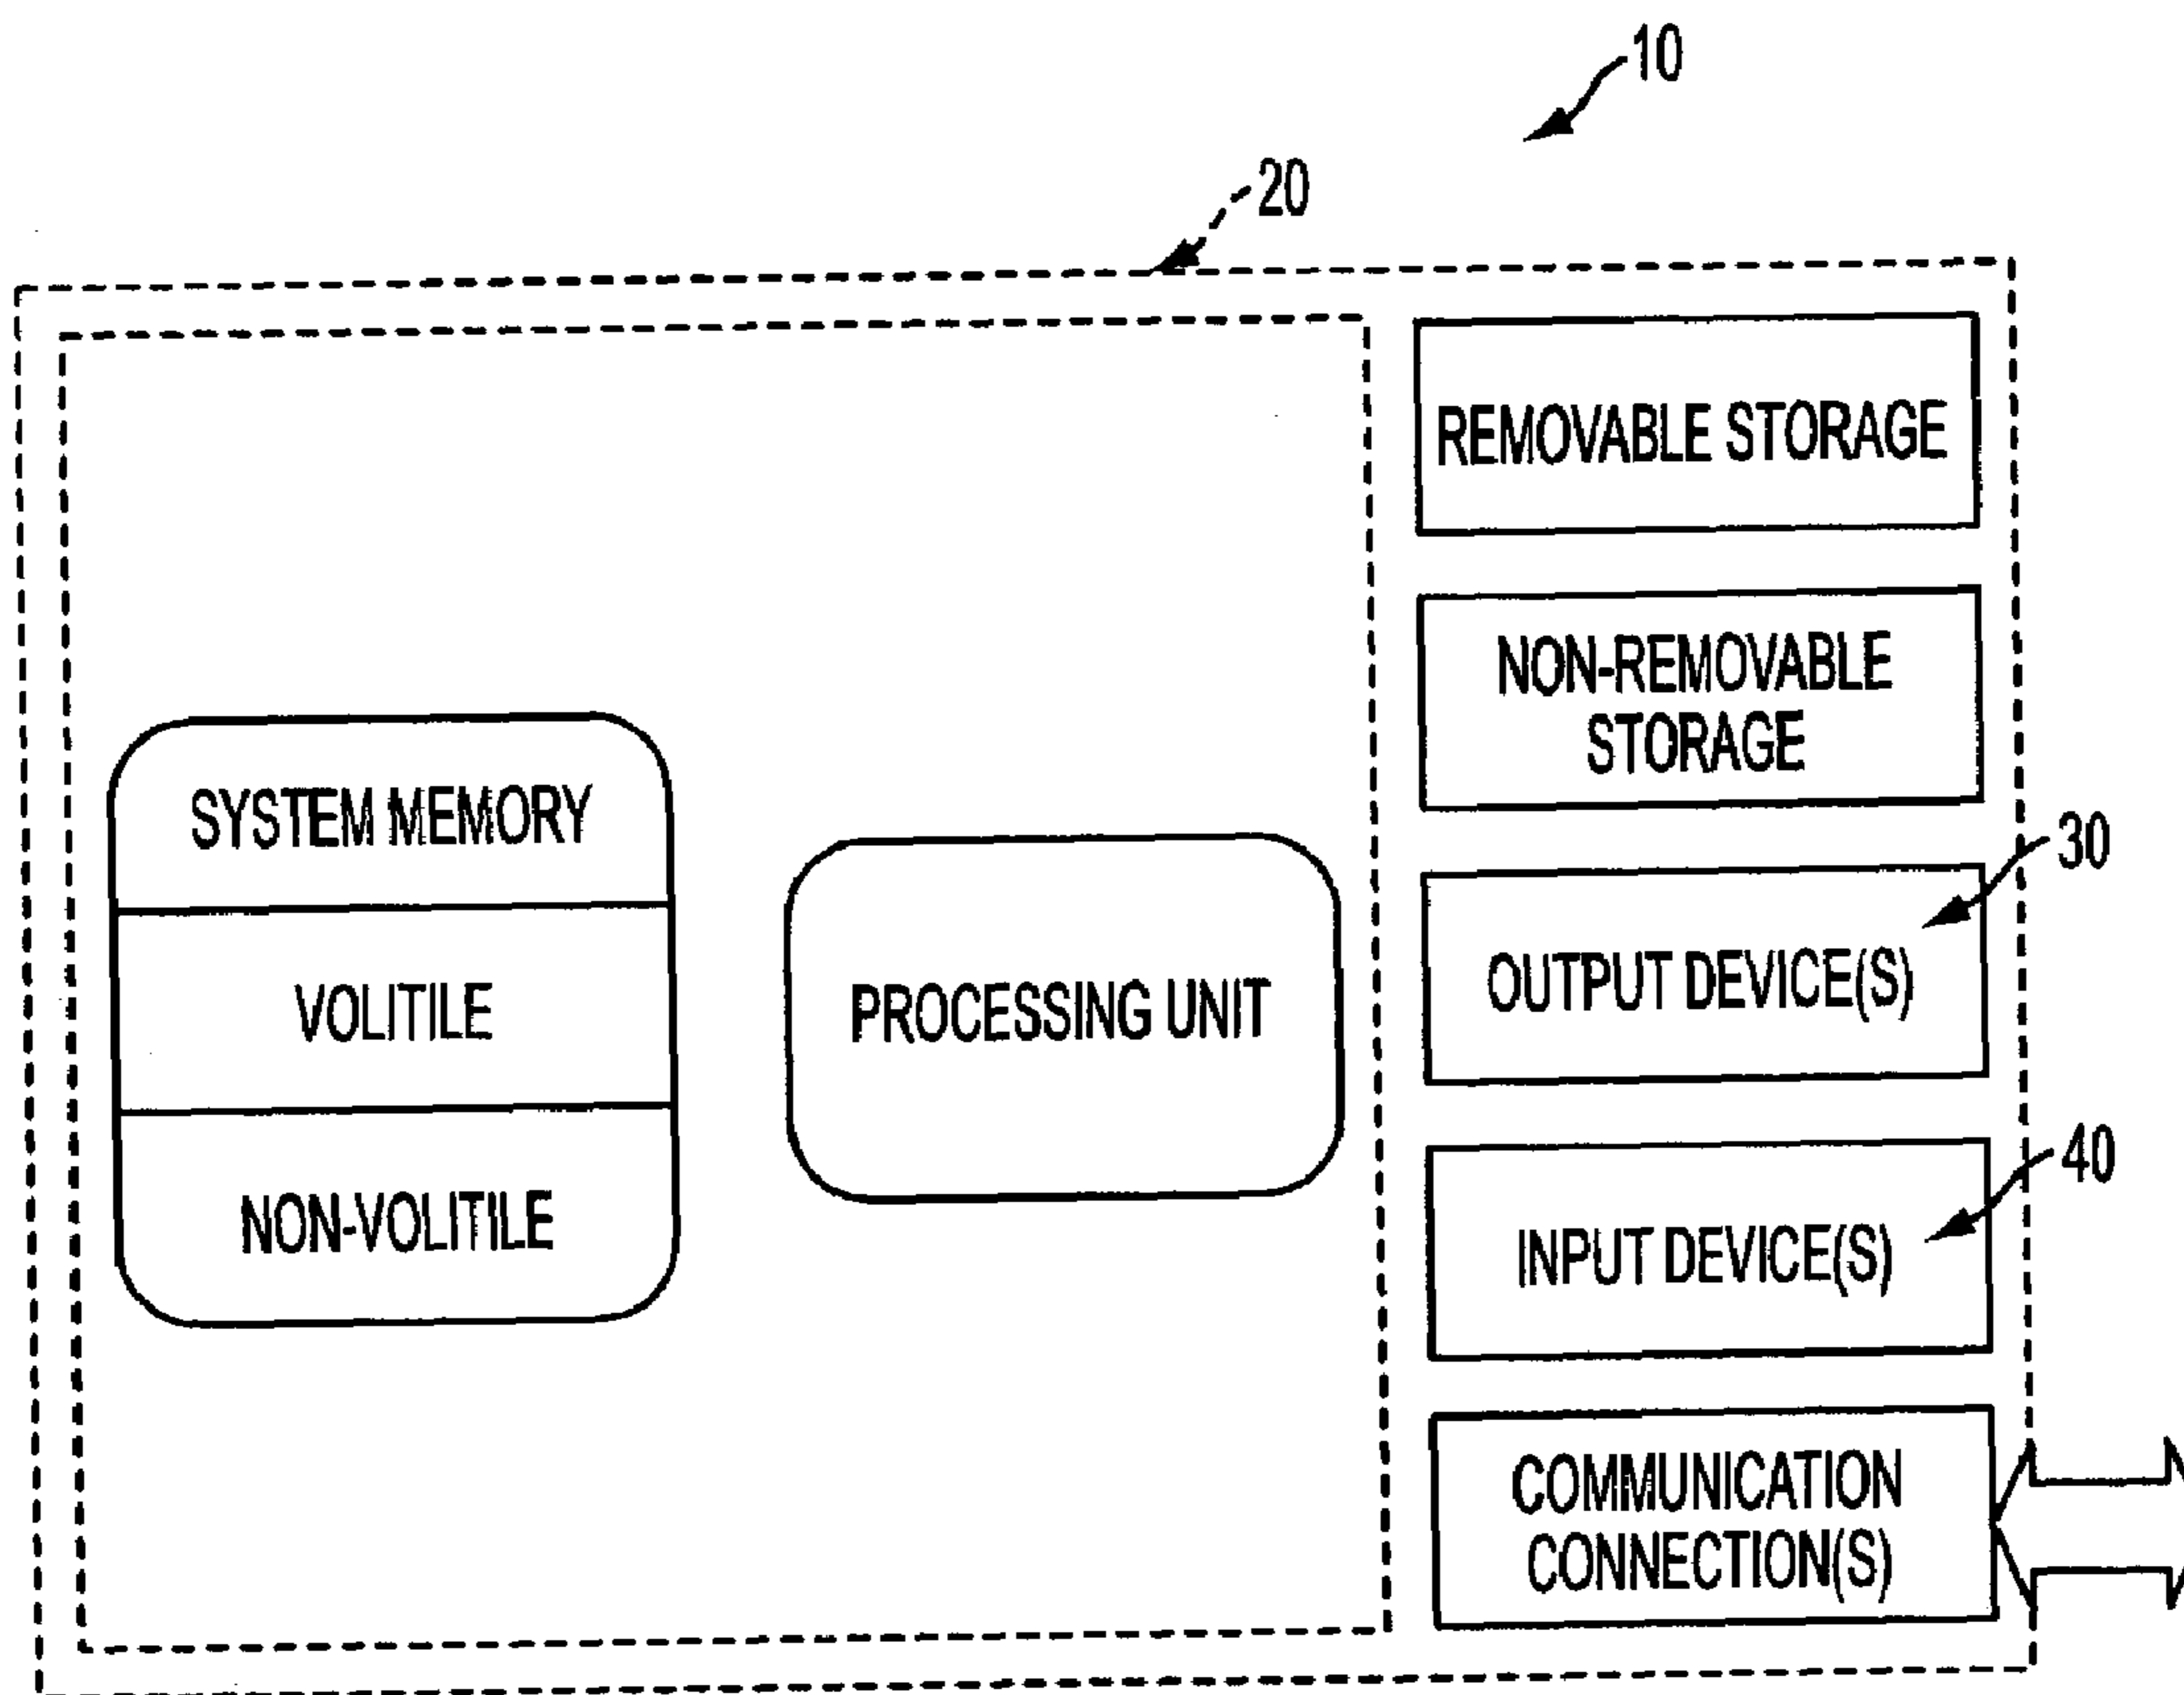 10
20
REMOVABLE STORAGE
NON-REMOVABLE
STORAGE
30
SYSTEM MEMORY
VOLITILE
NON-VOLITILE
PROCESSING UNIT
OUTPUT DEVICE(S)
40
INPUT DEVICE(S)
COMMUNICATION
CONNECTION(S)